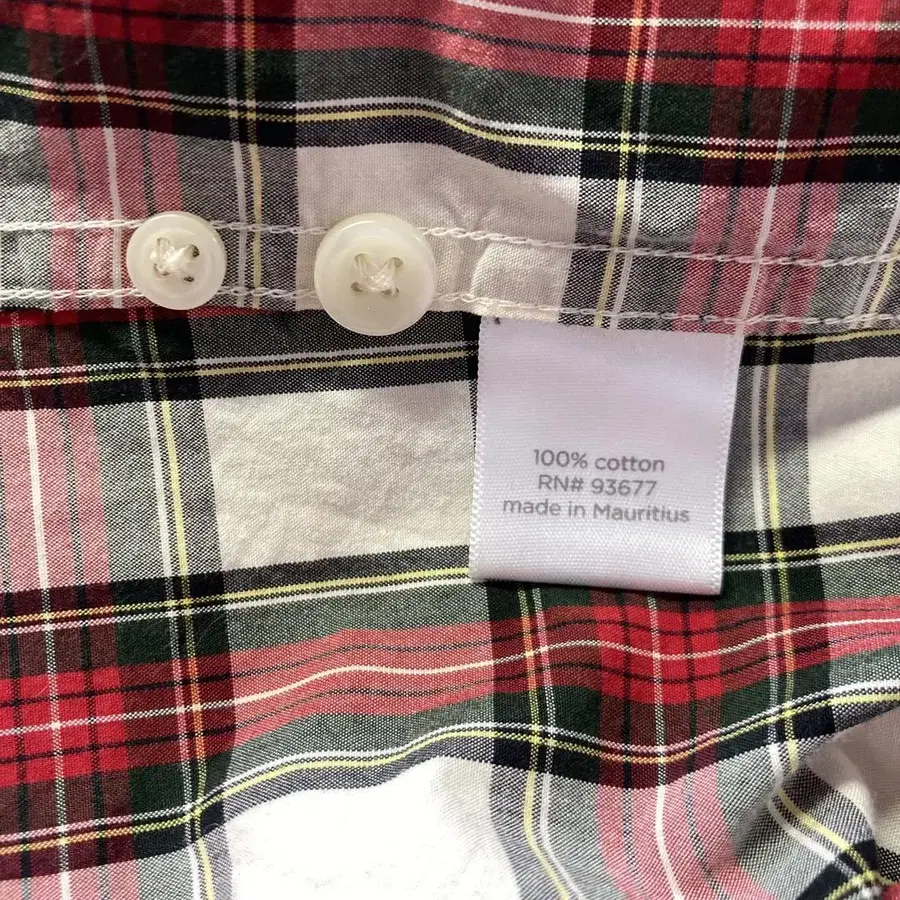 100% cotton
RN# 93677
made in Mauritius